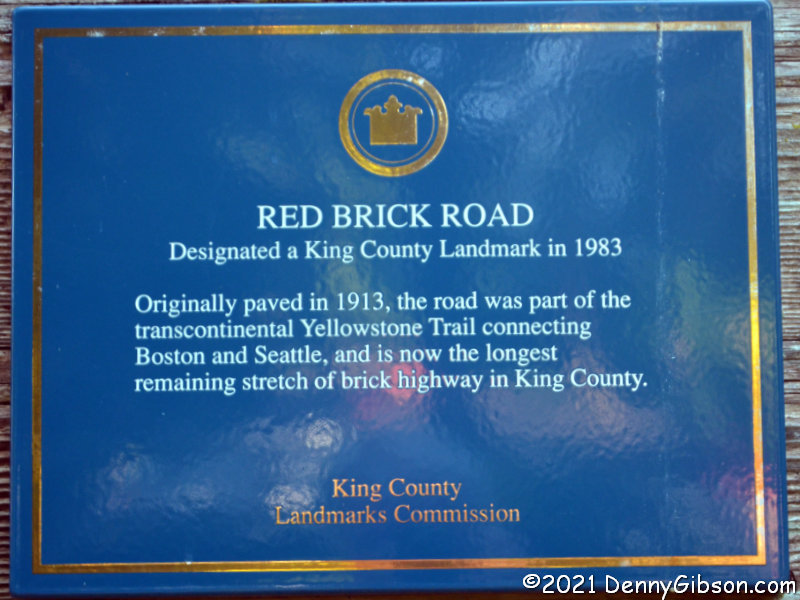 RED BRICK ROAD
Designated a King County Landmark in 1983
Originally paved in 1913, the road was part of the
transcontinental Yellowstone Trail connecting
Boston and Seattle, and is now the longest
remaining stretch of brick highway in King County.
King County
Landmarks Commission
©2021 DennyGibson.com